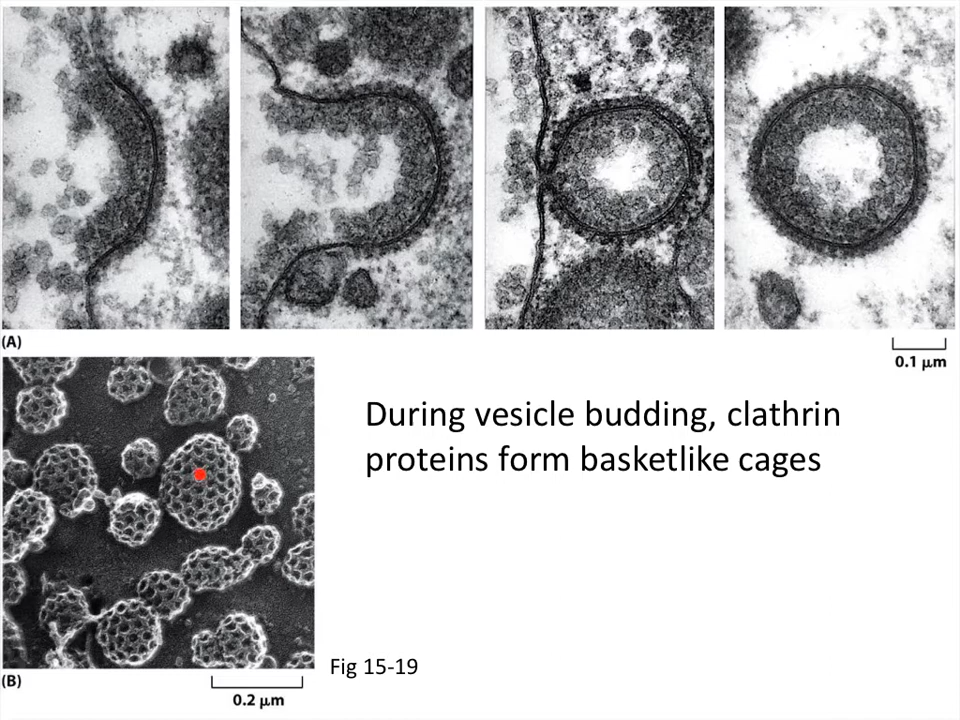 (A)
0.1 μm
During vesicle budding, clathrin
proteins form basketlike cages
Fig 15-19
(B)
0.2 μm